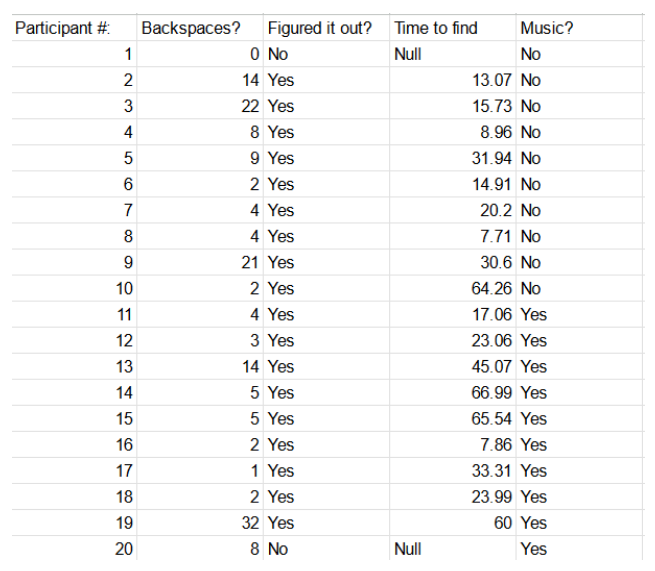 Participant #: Backspaces? Figured it out? Time to find Music?
1 0 No Null No
2 14 Yes 13.07 No
3 22 Yes 15.73 No
4 8 Yes 8.96 No
5 9 Yes 31.94 No
6 2 Yes 14.91 No
7 4 Yes 20.2 No
8 4 Yes 7.71 No
9 21 Yes 30.6 No
10 2 Yes 64.26 No
11 4 Yes 17.06 Yes
12 3 Yes 23.06 Yes
13 14 Yes 45.07 Yes
14 5 Yes 66.99 Yes
15 5 Yes 65.54 Yes
16 2 Yes 7.86 Yes
17 1 Yes 33.31 Yes
18 2 Yes 23.99 Yes
19 32 Yes 60 Yes
20 8 No Null Yes